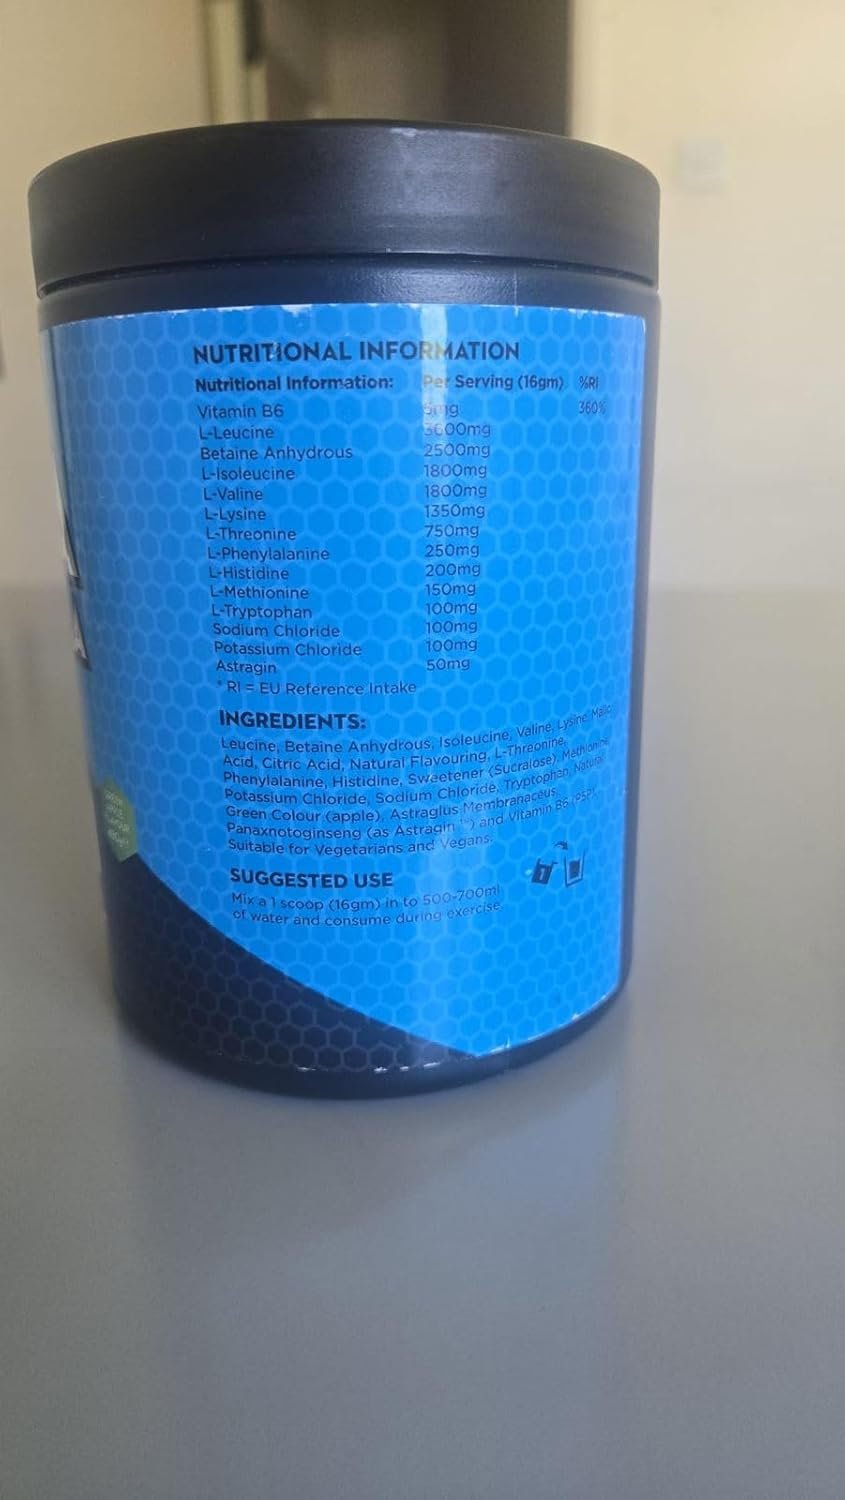 NUTRITIONAL INFORMATION
Nutritional Information: Per Serving (16gm) %RI
Vitamin B6 5mg 360%
L-Leucine 3600mg
Betaine Anhydrous 2500mg
L-Isoleucine 1800mg
L-Valine 1800mg
L-Lysine 1350mg
L-Threonine 750mg
L-Phenylalanine 250mg
L-Histidine 200mg
L-Methionine 150mg
L-Tryptophan 100mg
Sodium Chloride 100mg
Potassium Chloride 100mg
Astragin 50mg
* RI = EU Reference Intake
INGREDIENTS:
Leucine, Betaine Anhydrous, Isoleucine, Valine, Lysine, Malic
Acid, Citric Acid, Natural Flavouring, L-Threonine,
Phenylalanine, Histidine, Sweetener (Sucralose), Methionine,
Potassium Chloride, Sodium Chloride, Tryptophan, Natural
Green Colour (apple), Astraglus Membranaceus,
Panaxnotoginseng (as Astragin ™) and Vitamin B6 (P5P).
Suitable for Vegetarians and Vegans.
SUGGESTED USE
Mix a 1 scoop (16gm) in to 500-700ml
of water and consume during exercise.
1